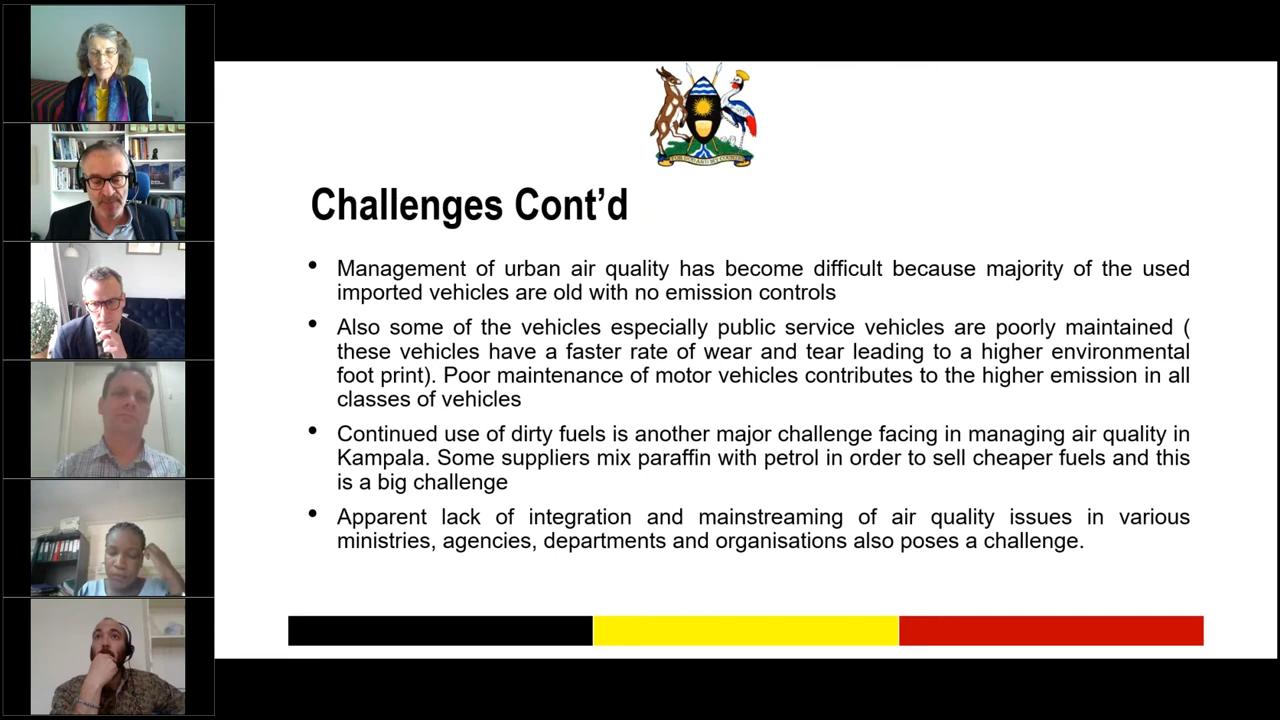 FOR GOD AND MY COUNTRY
Challenges Cont’d
• Management of urban air quality has become difficult because majority of the used
imported vehicles are old with no emission controls
• Also some of the vehicles especially public service vehicles are poorly maintained (
these vehicles have a faster rate of wear and tear leading to a higher environmental
foot print). Poor maintenance of motor vehicles contributes to the higher emission in all
classes of vehicles
• Continued use of dirty fuels is another major challenge facing in managing air quality in
Kampala. Some suppliers mix paraffin with petrol in order to sell cheaper fuels and this
is a big challenge
• Apparent lack of integration and mainstreaming of air quality issues in various
ministries, agencies, departments and organisations also poses a challenge.